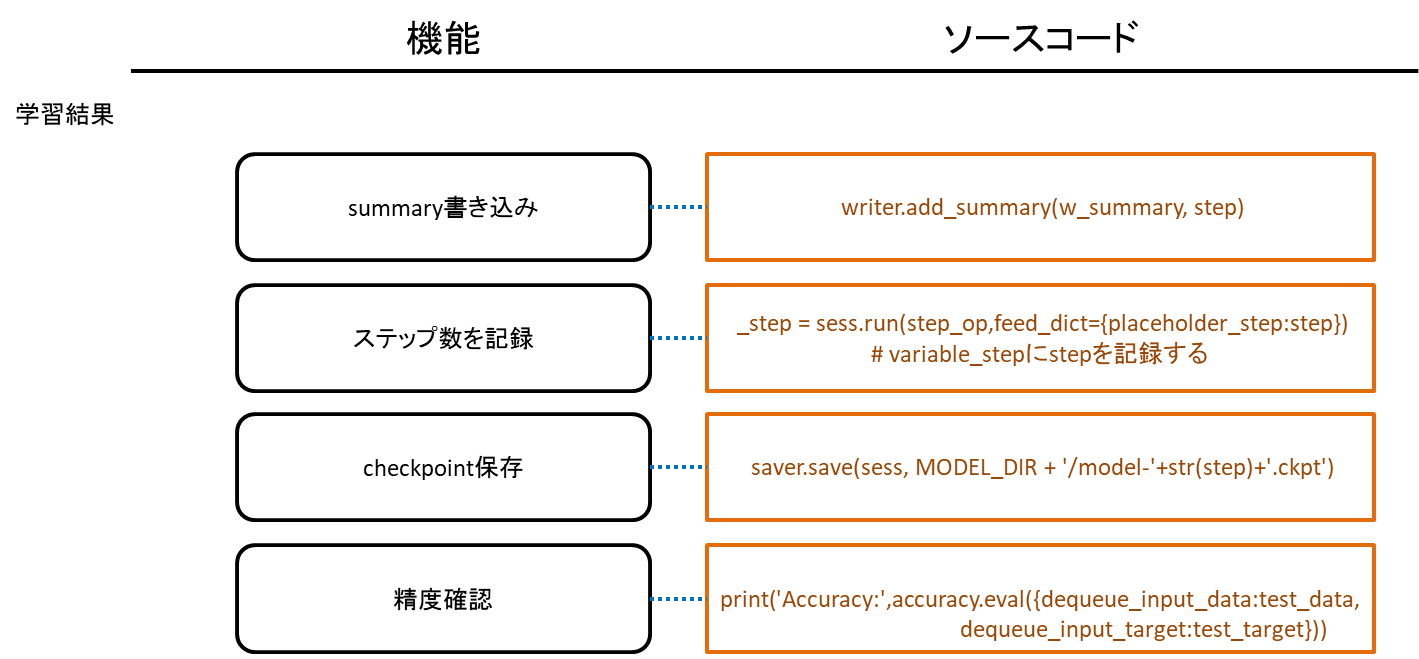 機能 ソースコード
学習結果
summary書き込み writer.add_summary(w_summary, step)
ステップ数を記録 _step = sess.run(step_op,feed_dict={placeholder_step:step})
# variable_stepにstepを記録する
checkpoint保存 saver.save(sess, MODEL_DIR + '/model-'+str(step)+'.ckpt')
精度確認 print('Accuracy:',accuracy.eval({dequeue_input_data:test_data,
dequeue_input_target:test_target}))